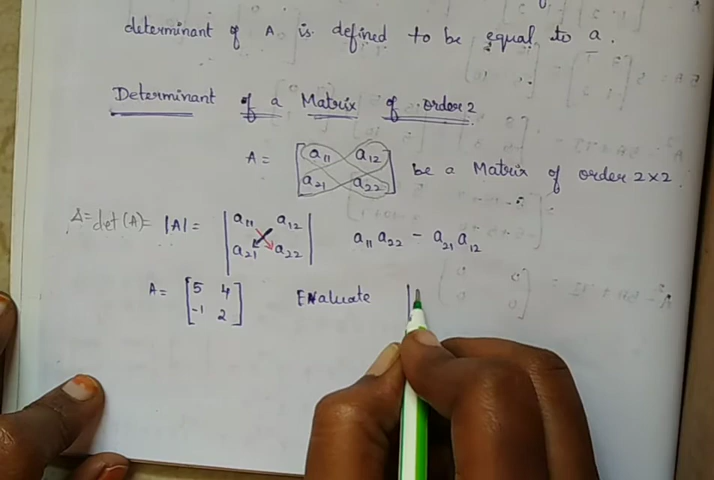 determinant of A is defined to be equal to a.
Determinant of a Matrix of order 2
A = [a11 a12
a21 a22] be a Matrix of order 2×2.
Δ = det (A) = |A| = |a11 a12
a21 a22| a11 a22 - a21 a12
A = [5 4
-1 2] Evaluate |